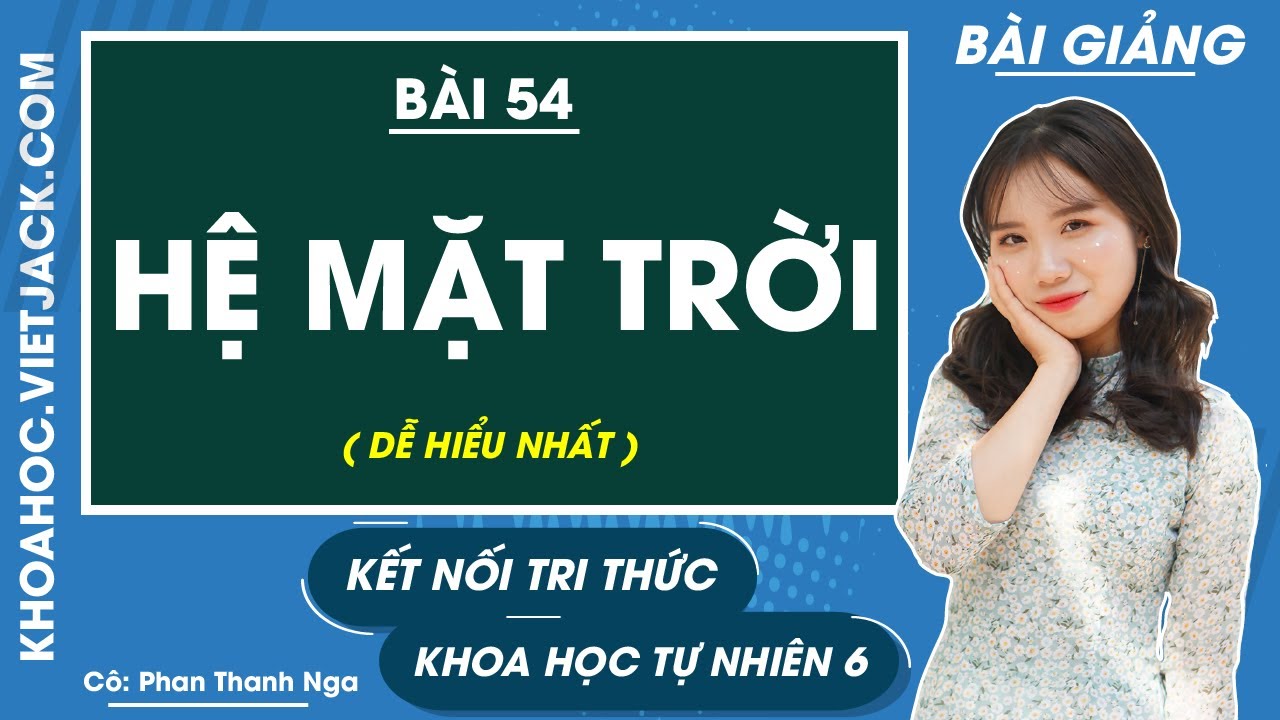 KHOAHOC.VIETJACK.COM
BÀI GIẢNG
BÀI 54
HỆ MẶT TRỜI
( DỄ HIỂU NHẤT )
KẾT NỐI TRI THỨC
KHOA HỌC TỰ NHIÊN 6
Cô: Phan Thanh Nga